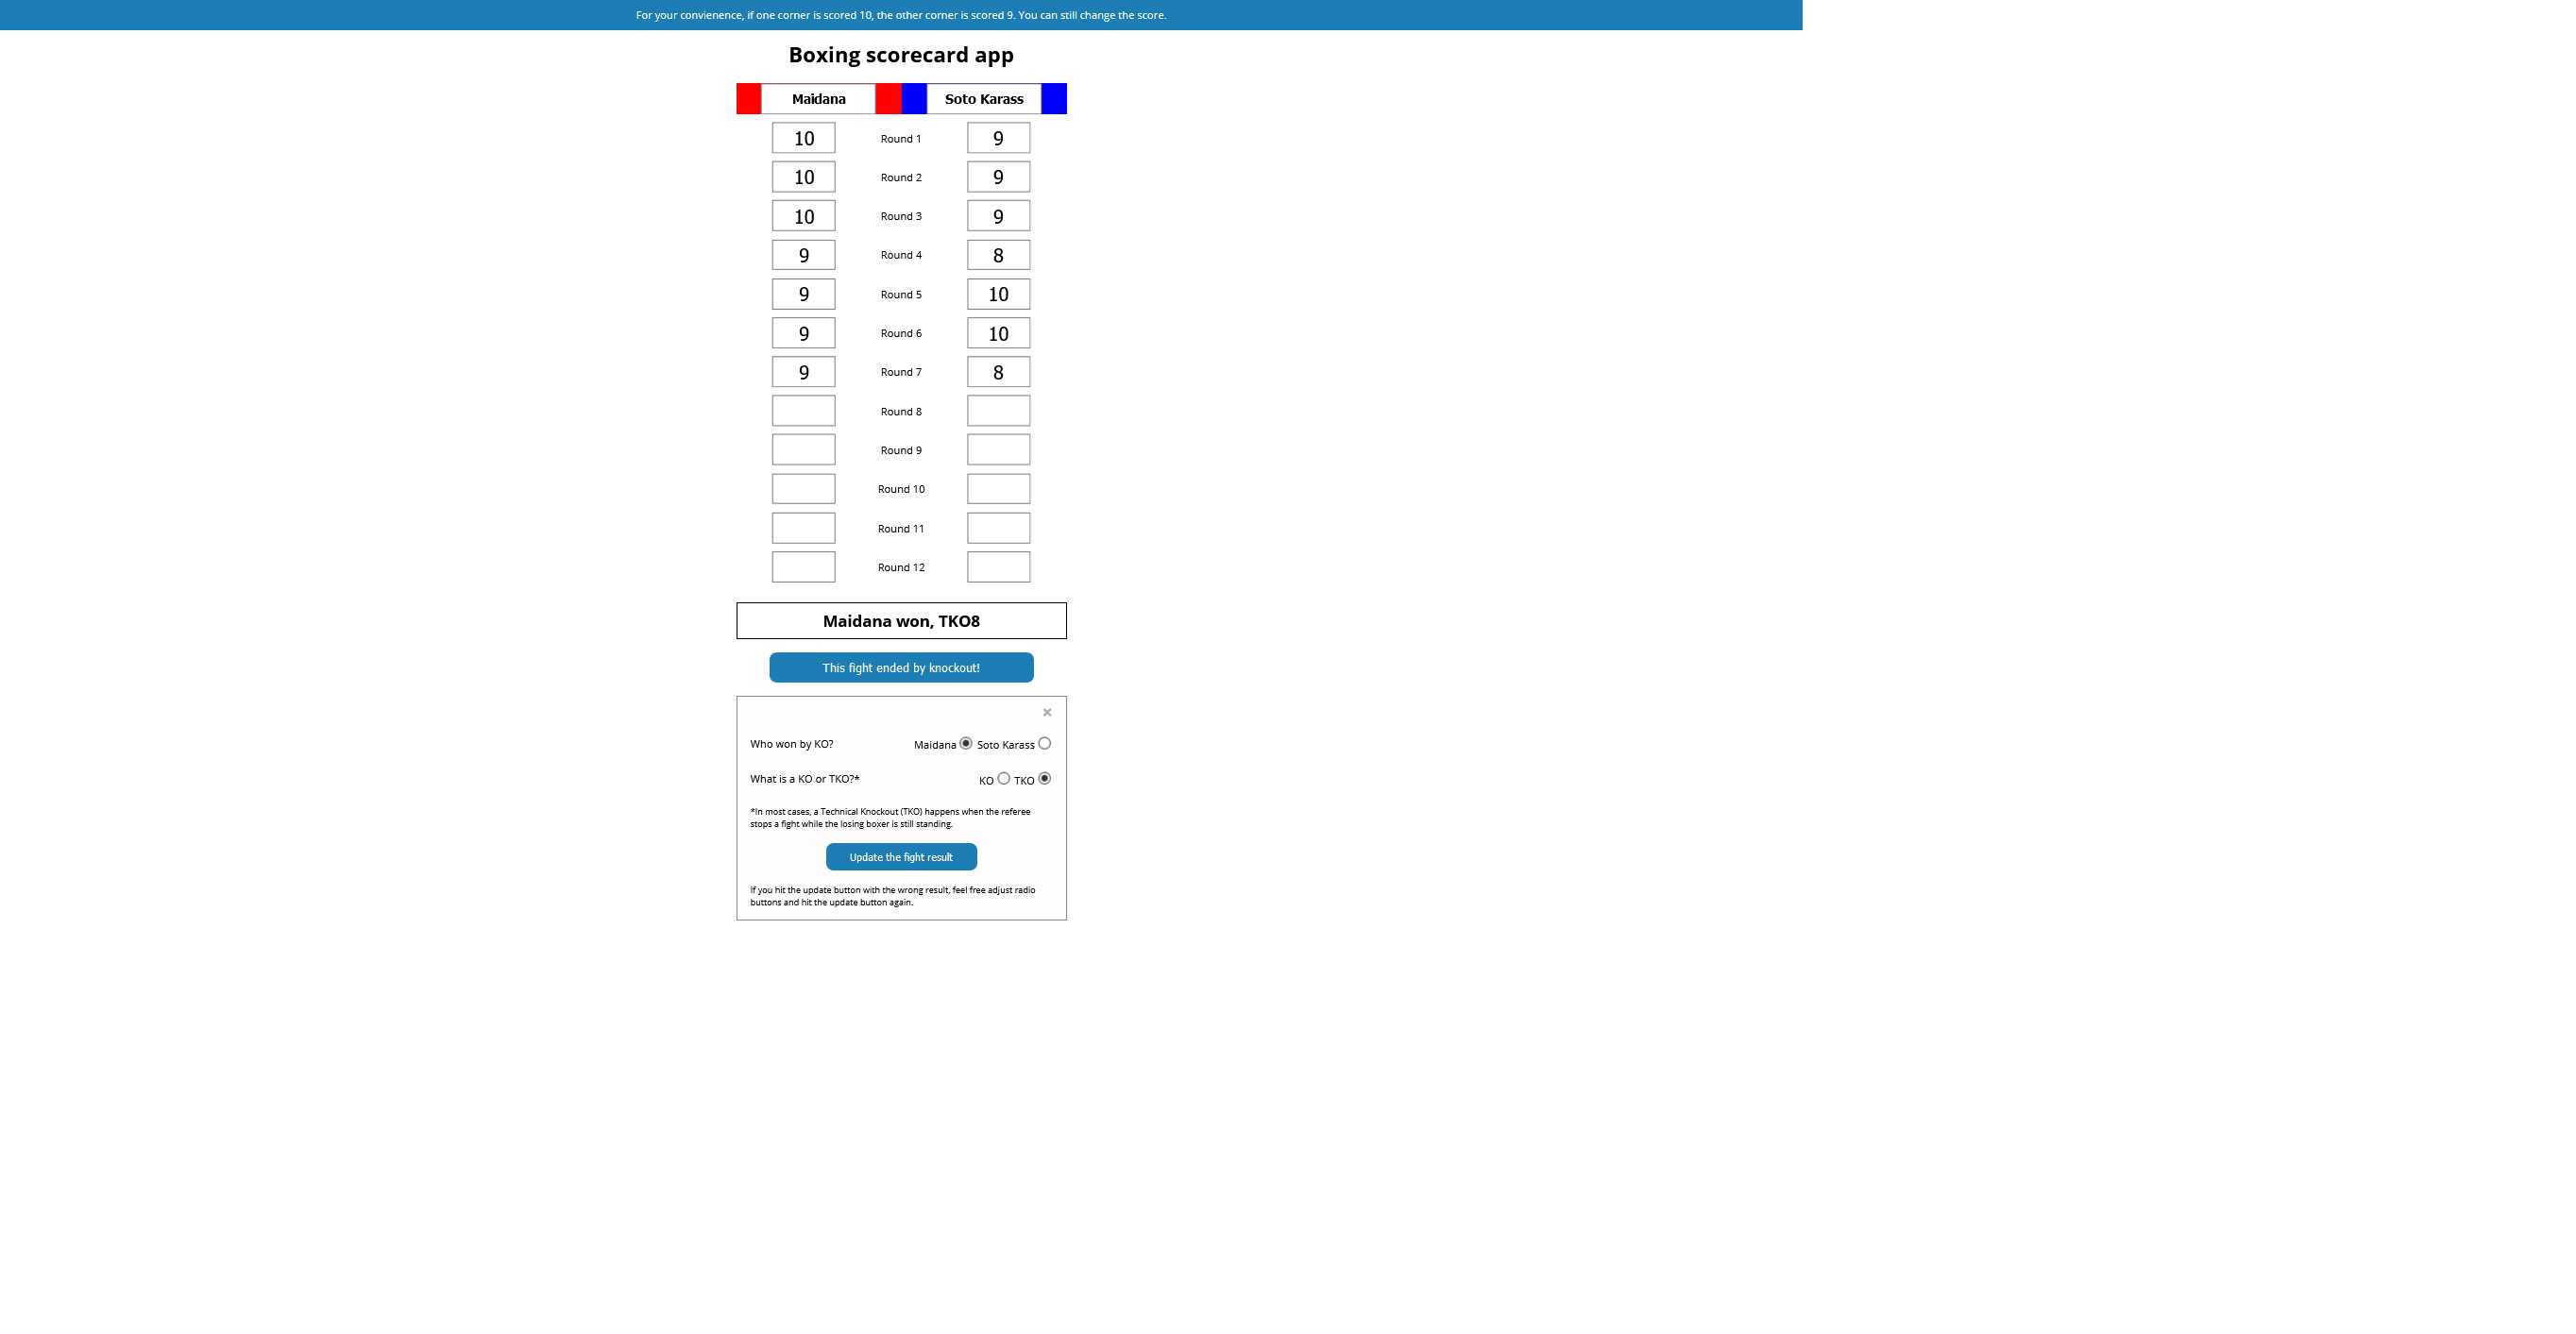 For your convienence, if one corner is scored 10, the other corner is scored 9. You can still change the score.
Boxing scorecard app
Maidana Soto Karass
10 Round 1 9
10 Round 2 9
10 Round 3 9
9 Round 4 8
9 Round 5 10
9 Round 6 10
9 Round 7 8
Round 8
Round 9
Round 10
Round 11
Round 12
Maidana won, TKO8
This fight ended by knockout!
×
Who won by KO? Maidana Soto Karass
What is a KO or TKO?* KO TKO
*In most cases, a Technical Knockout (TKO) happens when the referee
stops a fight while the losing boxer is still standing.
Update the fight result
If you hit the update button with the wrong result, feel free adjust radio
buttons and hit the update button again.